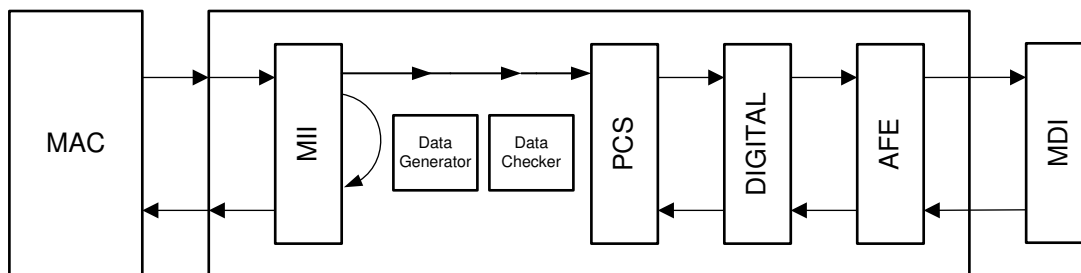 MAC
MII
Data
Generator
Data
Checker
PCS
DIGITAL
AFE
MDI